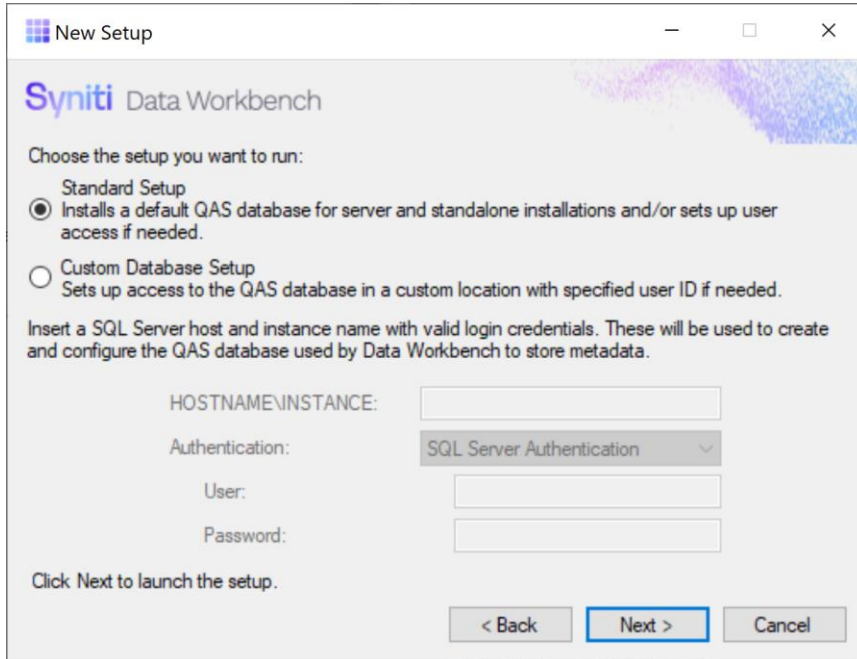 New Setup
Syniti Data Workbench
Choose the setup you want to run:
Standard Setup
Installs a default QAS database for server and standalone installations and/or sets up user
access if needed.
Custom Database Setup
Sets up access to the QAS database in a custom location with specified user ID if needed.
Insert a SQL Server host and instance name with valid login credentials. These will be used to create
and configure the QAS database used by Data Workbench to store metadata.
HOSTNAME\INSTANCE:
Authentication: SQL Server Authentication
User:
Password:
Click Next to launch the setup.
< Back Next > Cancel